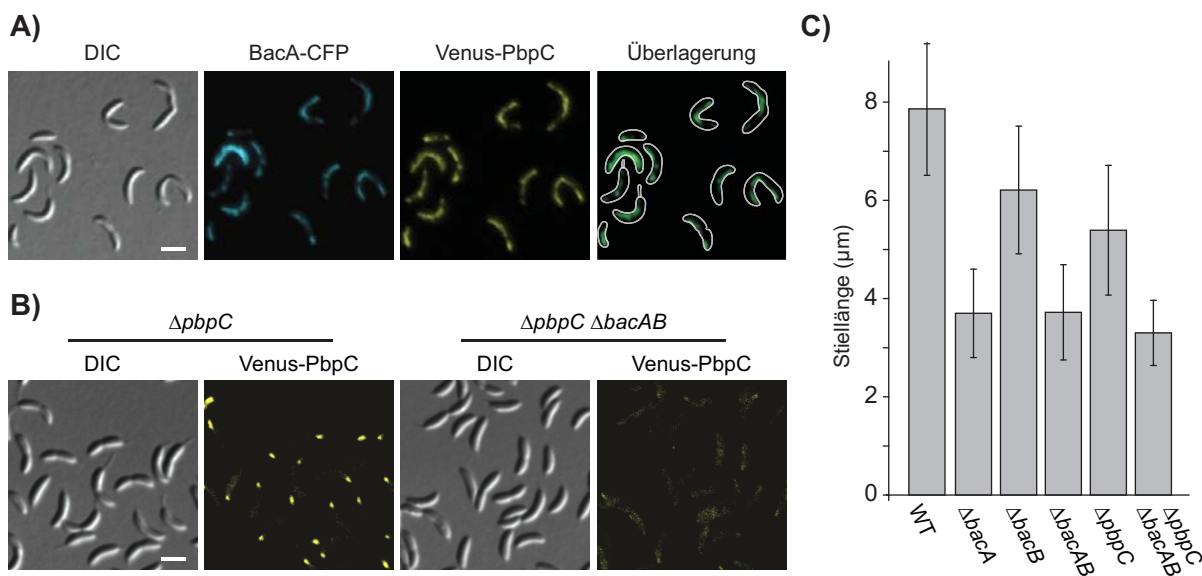 A)
DIC
BacA-CFP
Venus-PbpC
Überlagerung
B)
ΔpbpC
ΔpbpC ΔbacAB
DIC
Venus-PbpC
DIC
Venus-PbpC
C)
Stiellänge (µm)
8
6
4
2
0
WT
ΔbacA
ΔbacB
ΔbacAB
ΔpbpC
ΔbacAB
ΔpbpC